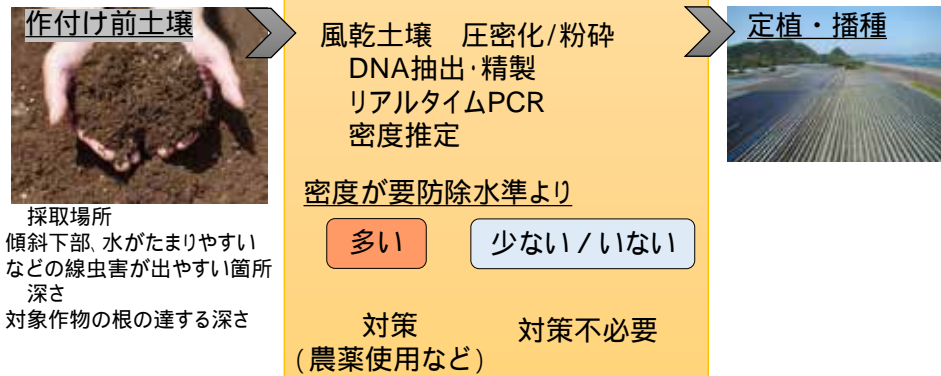 作付け前土壌
採取場所
傾斜下部、水がたまりやすい
などの線虫害が出やすい箇所
深さ
対象作物の根の達する深さ
風乾土壌　圧密化/粉砕
DNA抽出・精製
リアルタイムPCR
密度推定
密度が要防除水準より
多い
少ない / いない
対策
(農薬使用など)
対策不必要
定植・播種